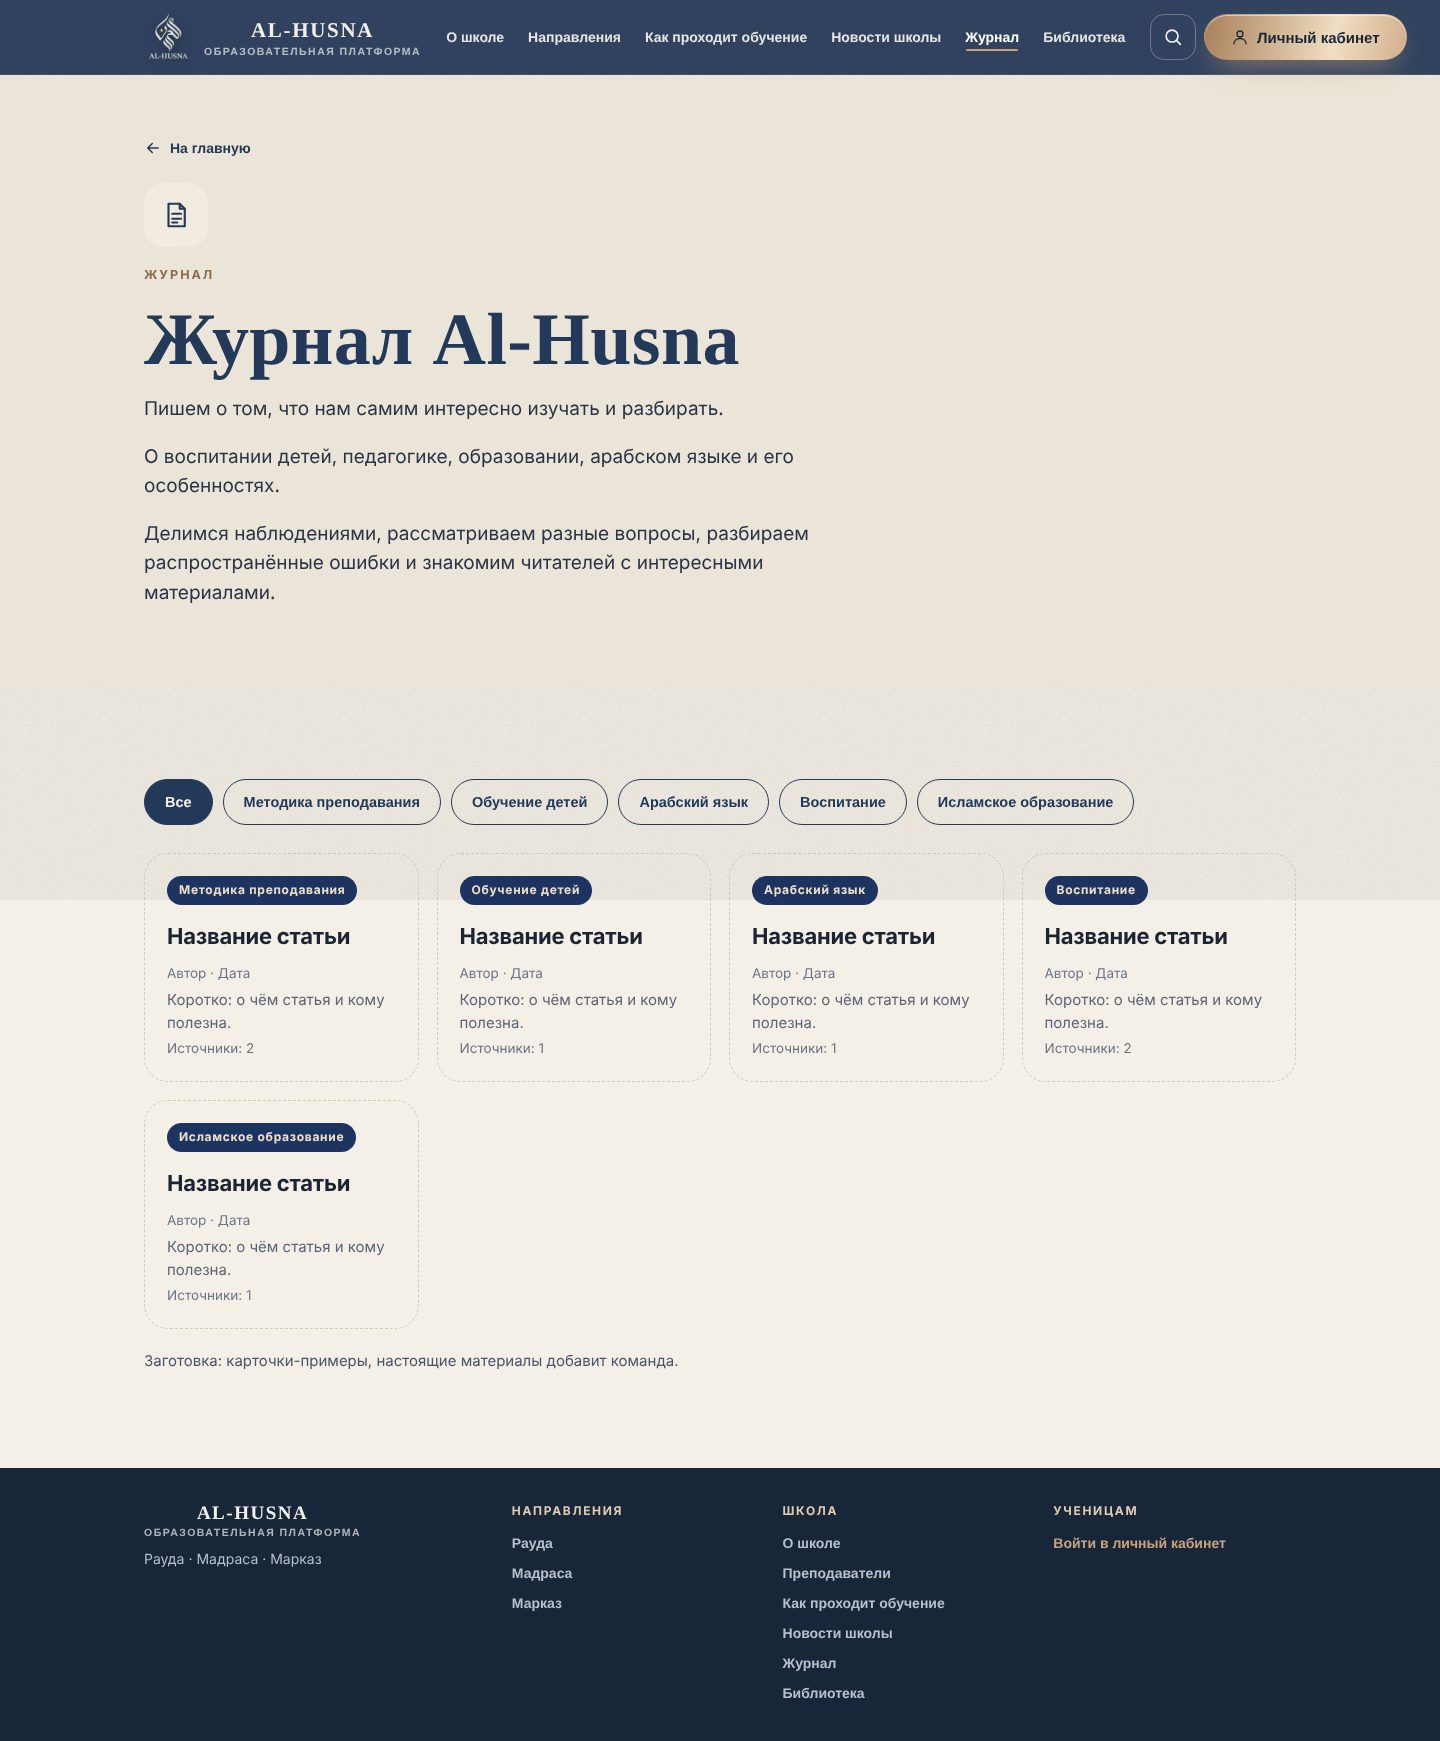 AL-HUSNA
AL-HUSNA
ОБРАЗОВАТЕЛЬНАЯ ПЛАТФОРМА
О школе
Направления
Как проходит обучение
Новости школы
Журнал
Библиотека
Личный кабинет
На главную
ЖУРНАЛ
Журнал Al-Husna
Пишем о том, что нам самим интересно изучать и разбирать.
О воспитании детей, педагогике, образовании, арабском языке и его
особенностях.
Делимся наблюдениями, рассматриваем разные вопросы, разбираем
распространённые ошибки и знакомим читателей с интересными
материалами.
Все
Методика преподавания
Обучение детей
Арабский язык
Воспитание
Исламское образование
Методика преподавания
Название статьи
Автор · Дата
Коротко: о чём статья и кому
полезна.
Источники: 2
Обучение детей
Название статьи
Автор · Дата
Коротко: о чём статья и кому
полезна.
Источники: 1
Арабский язык
Название статьи
Автор · Дата
Коротко: о чём статья и кому
полезна.
Источники: 1
Воспитание
Название статьи
Автор · Дата
Коротко: о чём статья и кому
полезна.
Источники: 2
Исламское образование
Название статьи
Автор · Дата
Коротко: о чём статья и кому
полезна.
Источники: 1
Заготовка: карточки-примеры, настоящие материалы добавит команда.
AL-HUSNA
ОБРАЗОВАТЕЛЬНАЯ ПЛАТФОРМА
Рауда · Мадраса · Марказ
НАПРАВЛЕНИЯ
Рауда
Мадраса
Марказ
ШКОЛА
О школе
Преподаватели
Как проходит обучение
Новости школы
Журнал
Библиотека
УЧЕНИЦАМ
Войти в личный кабинет